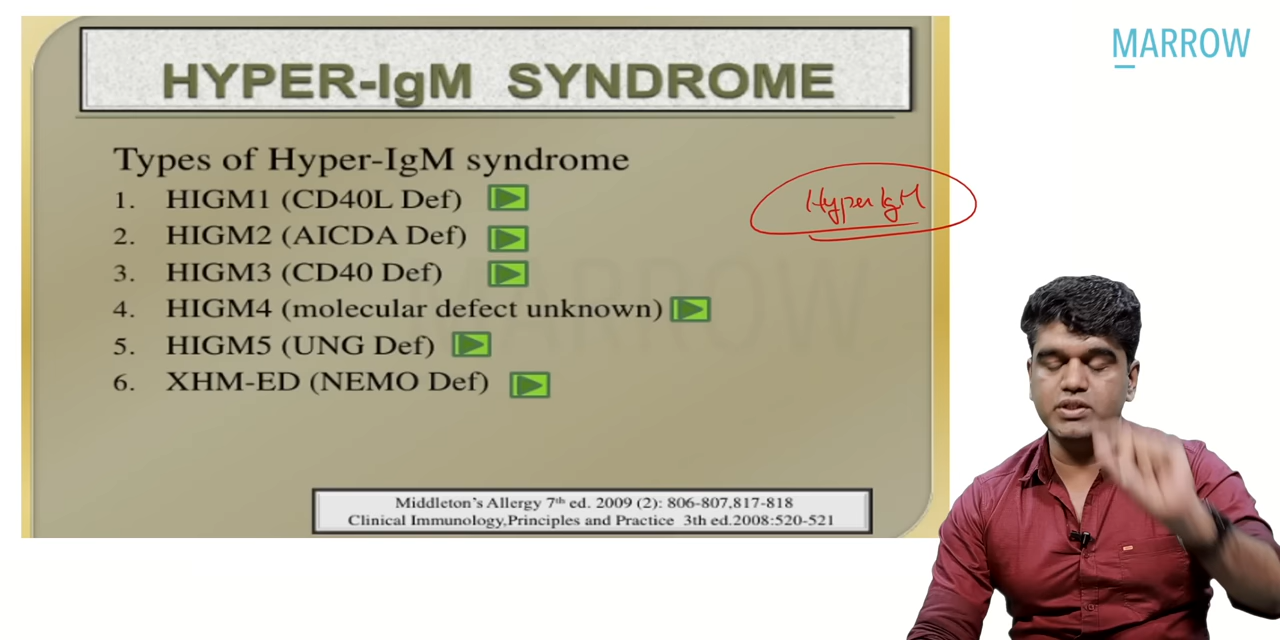 MARROW
HYPER-IgM SYNDROME
Types of Hyper-IgM syndrome
1. HIGM1 (CD40L Def)
2. HIGM2 (AICDA Def)
3. HIGM3 (CD40 Def)
4. HIGM4 (molecular defect unknown)
5. HIGM5 (UNG Def)
6. XHM-ED (NEMO Def)
Hyper IgM
MARROW
Middleton's Allergy 7th ed. 2009 (2): 806-807,817-818
Clinical Immunology,Principles and Practice 3th ed.2008:520-521